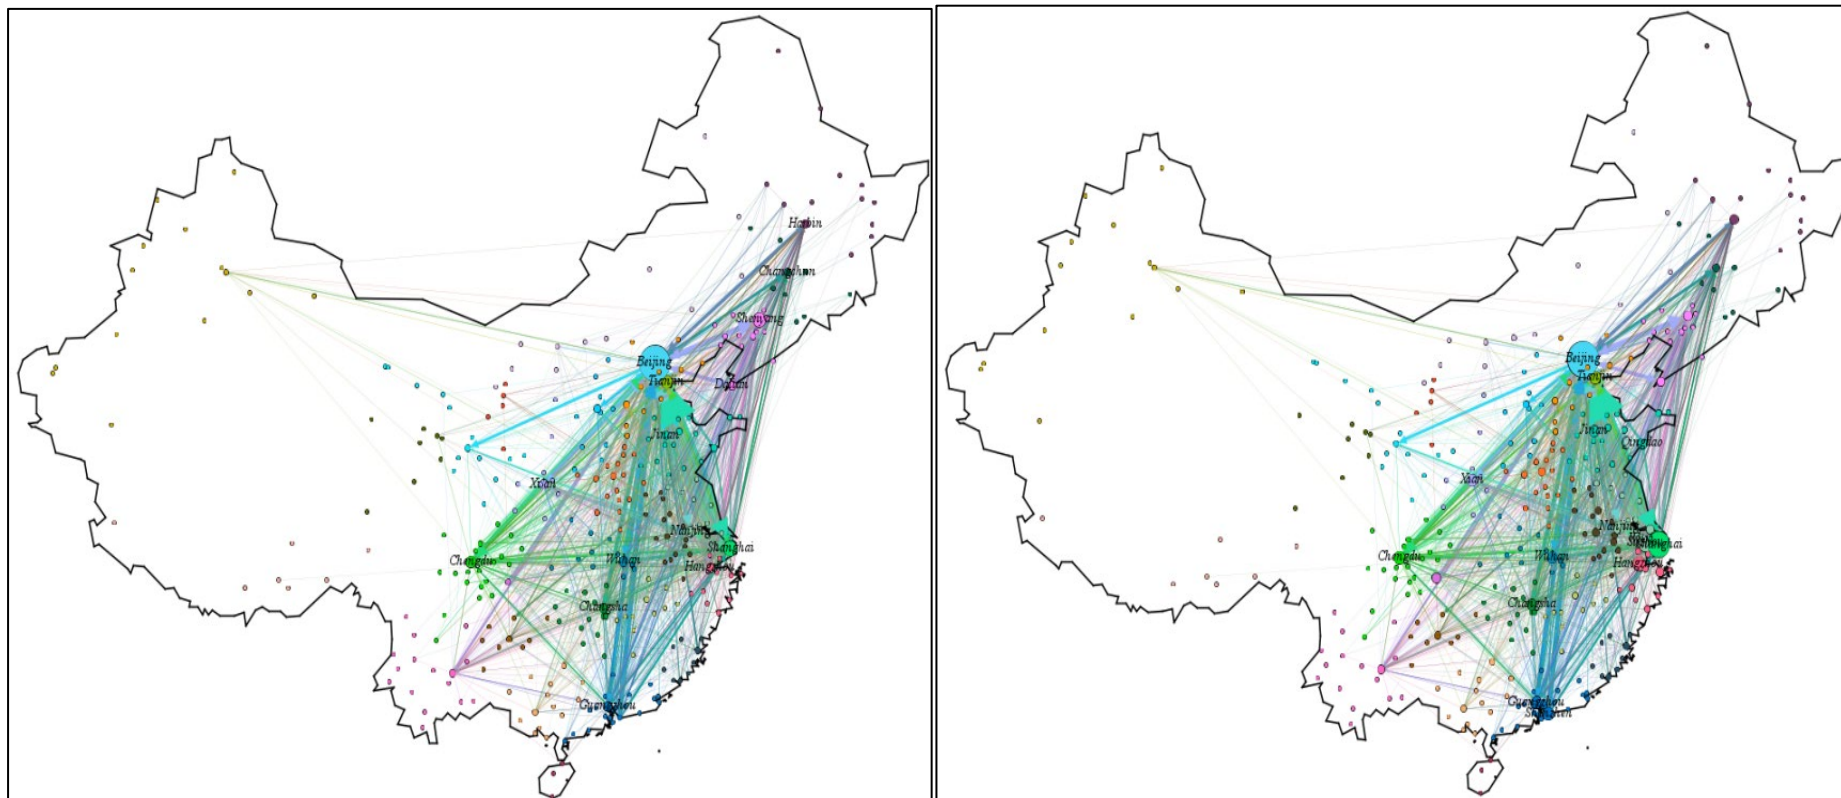 Harbin
Changchun
Shenyang
Beijing
Tianjin
Dalian
Jinan
Xi'an
Nanjing
Shanghai
Chengdu
Wuhan
Hangzhou
Changsha
Guangzhou
Beijing
Tianjin
Jinan
Qingdao
Xi'an
Nanjing
Shanghai
Chengdu
Wuhan
Hangzhou
Changsha
Guangzhou
Shenzhen